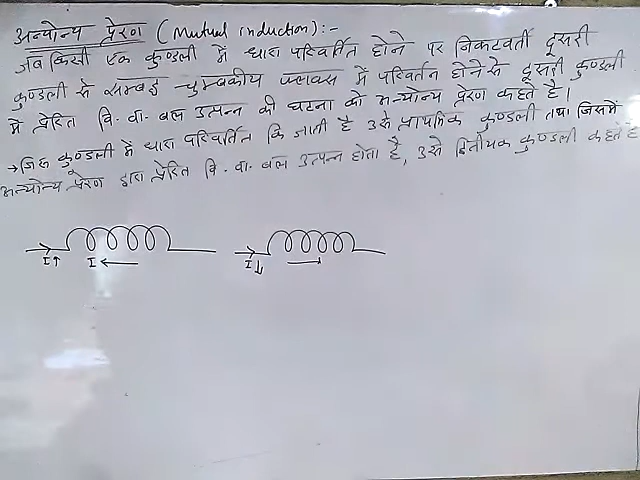 अन्योन्य प्रेरण (Mutual induction):-
जब किसी एक कुण्डली में धारा परिवर्तित होने पर निकटवर्ती दूसरी
कुण्डली से सम्बद्ध चुम्बकीय फ्लक्स में परिवर्तन होने से दूसरी कुण्डली
में प्रेरित वि. वा. बल उत्पन्न की घटना को अन्योन्य प्रेरण कहते है।
→ जिस कुण्डली में धारा परिवर्तित कि जाती है उसे प्राथमिक कुण्डली तथा जिसमें
अन्योन्य प्रेरण द्वारा प्रेरित वि. वा. बल उत्पन्न होता है, उसे द्वितीयक कुण्डली कहते है
I↑ I← I↓ →